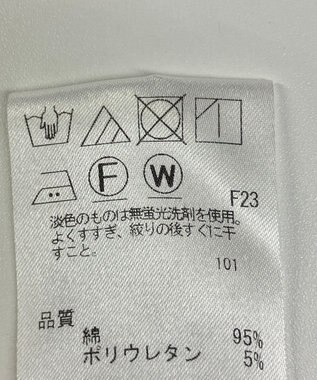 F W
F23
淡色のものは無蛍光洗剤を使用。
よくすすぎ、絞りの後すぐに干
すこと。
101
品質
綿 95%
ポリウレタン 5%